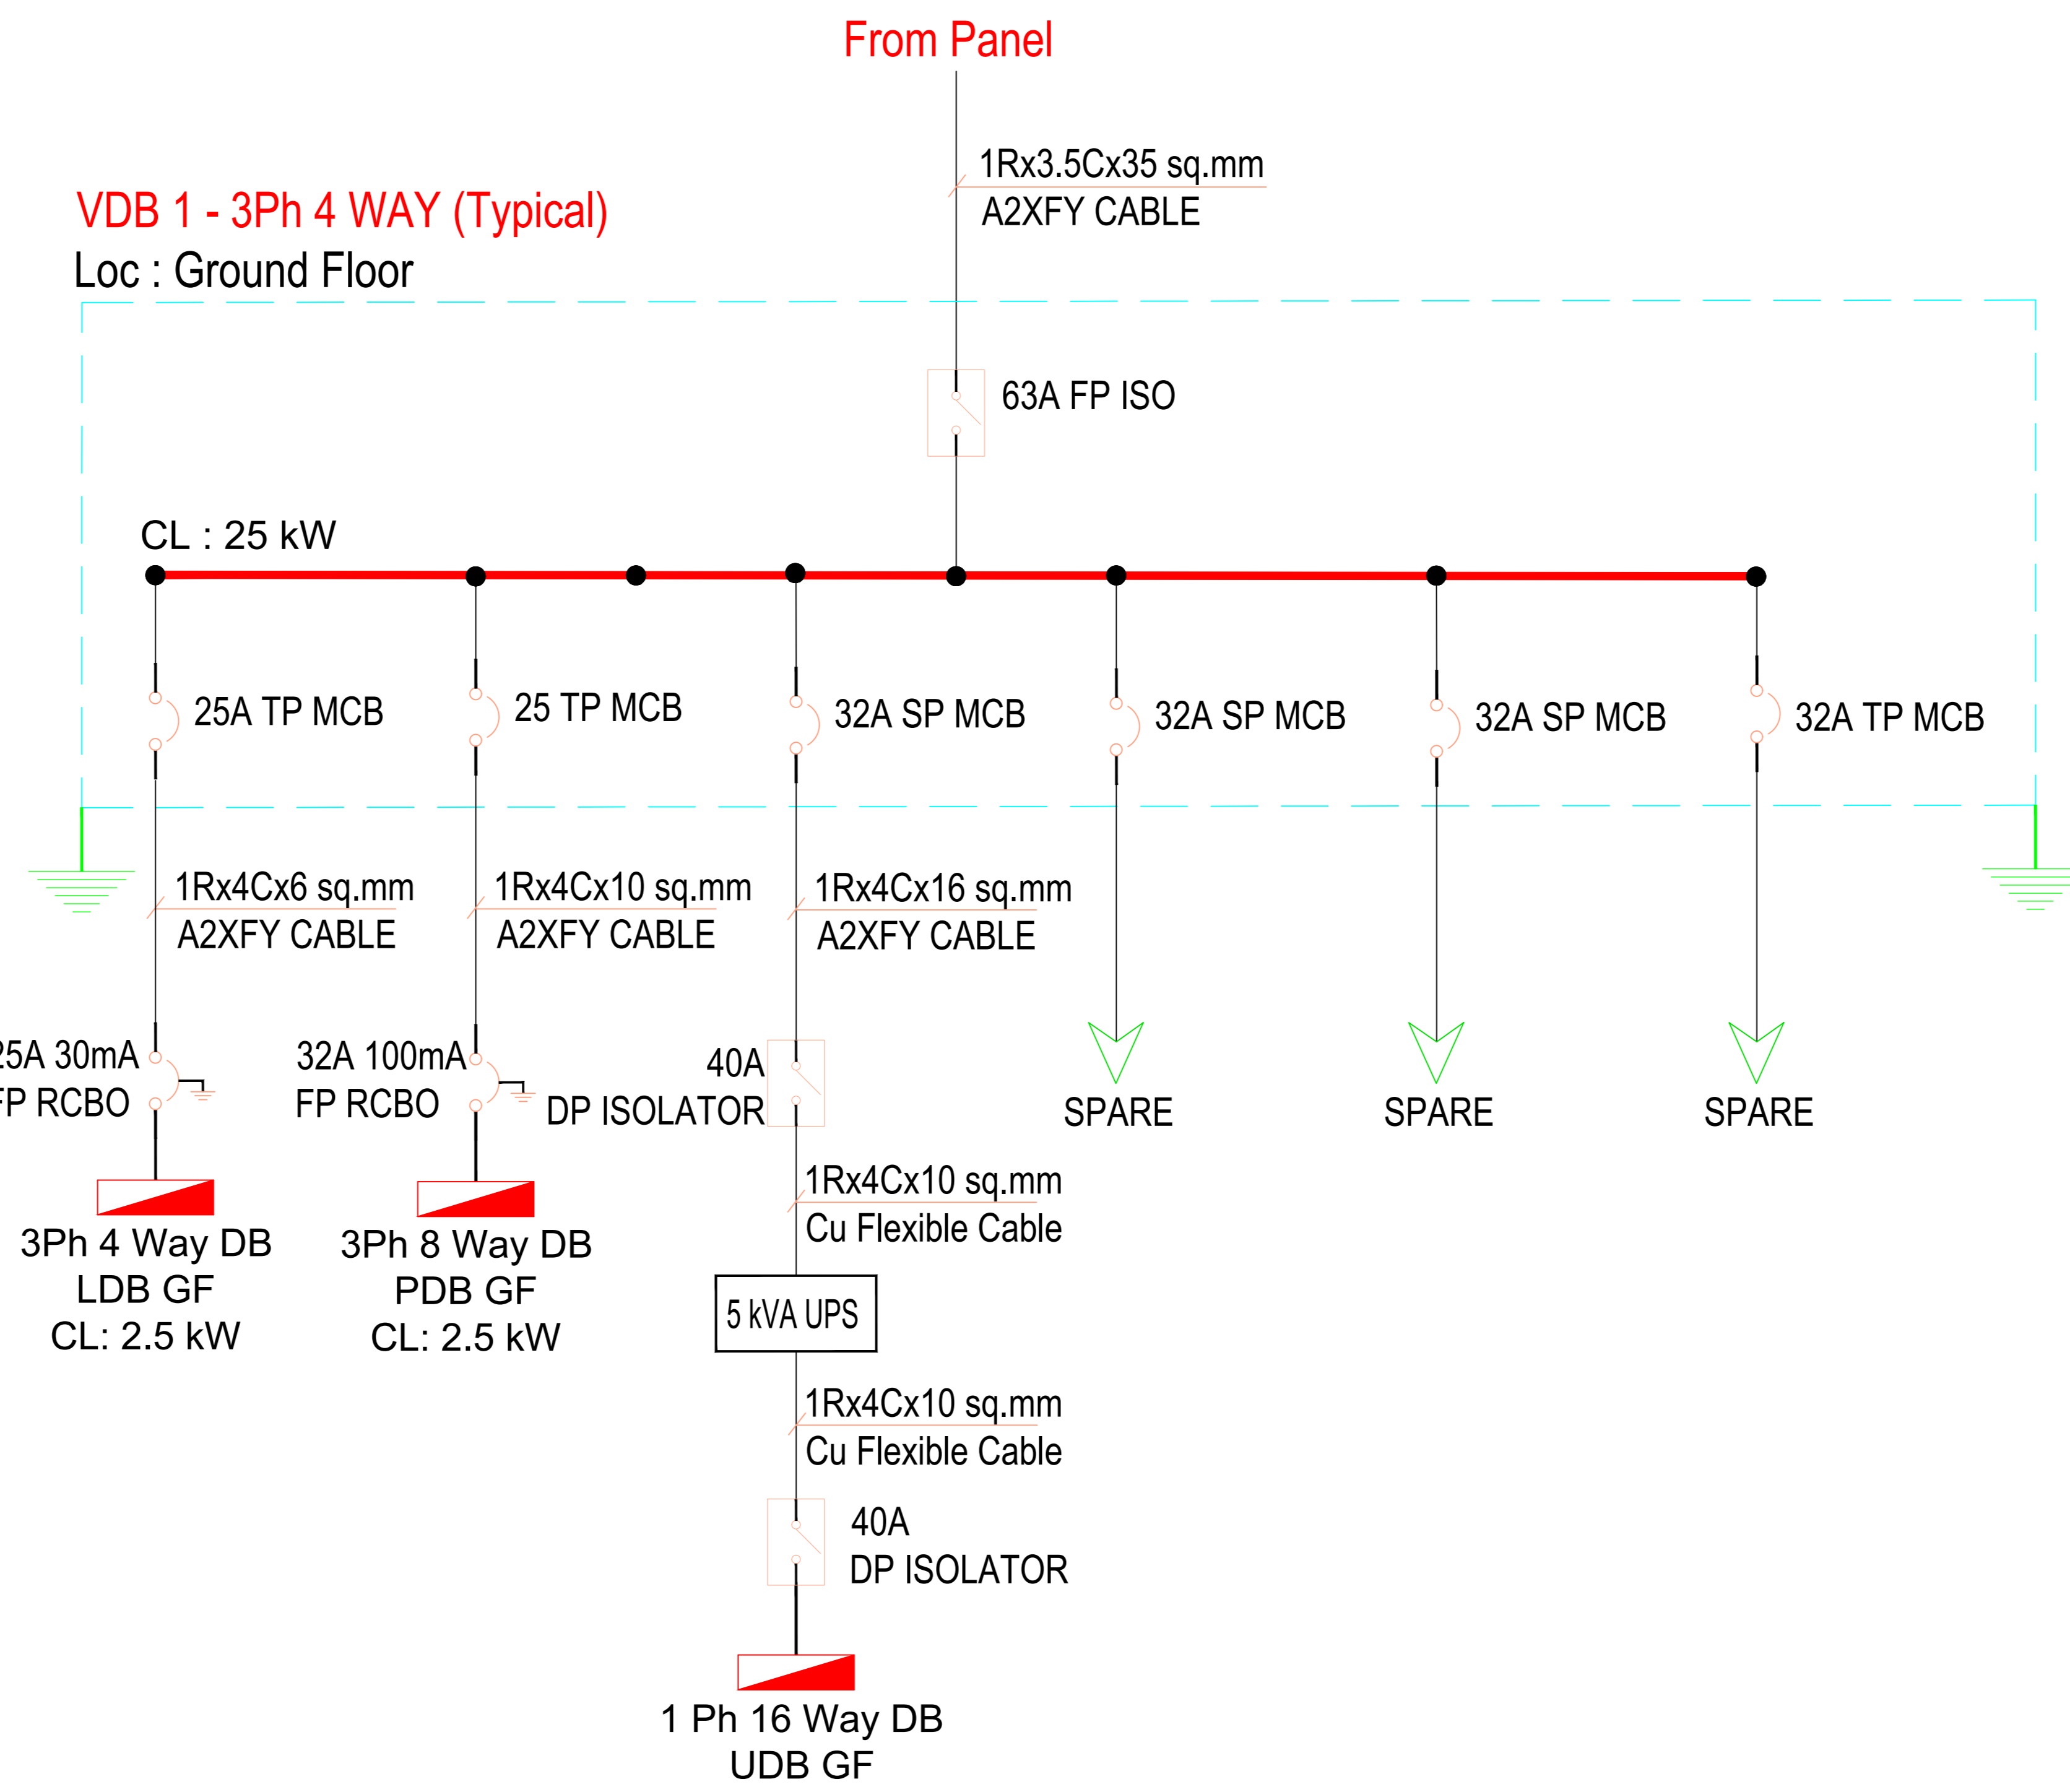 From Panel
1Rx3.5Cx35 sq.mm
A2XFY CABLE
VDB 1 - 3Ph 4 WAY (Typical)
Loc : Ground Floor
63A FP ISO
CL : 25 kW
25A TP MCB
25 TP MCB
32A SP MCB
32A SP MCB
32A SP MCB
32A TP MCB
1Rx4Cx6 sq.mm
A2XFY CABLE
1Rx4Cx10 sq.mm
A2XFY CABLE
1Rx4Cx16 sq.mm
A2XFY CABLE
25A 30mA
FP RCBO
32A 100mA
FP RCBO
40A
DP ISOLATOR
SPARE
SPARE
SPARE
1Rx4Cx10 sq.mm
Cu Flexible Cable
3Ph 4 Way DB
LDB GF
CL: 2.5 kW
3Ph 8 Way DB
PDB GF
CL: 2.5 kW
5 kVA UPS
1Rx4Cx10 sq.mm
Cu Flexible Cable
40A
DP ISOLATOR
1 Ph 16 Way DB
UDB GF